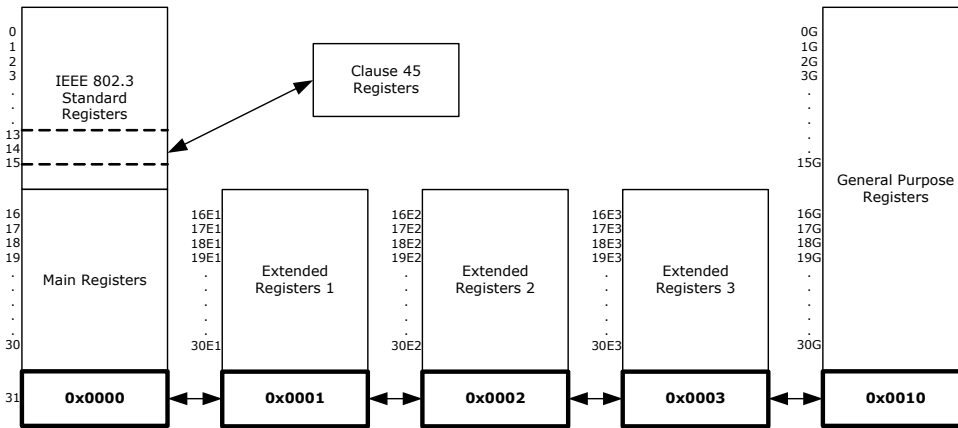 0
1
2
3
.
.
.
13
14
15
IEEE 802.3
Standard
Registers
Clause 45
Registers
0G
1G
2G
3G
.
.
.
.
.
15G
General Purpose
Registers
16
17
18
19
.
.
.
.
30
Main Registers
16E1
17E1
18E1
19E1
.
.
.
.
30E1
Extended
Registers 1
16E2
17E2
18E2
19E2
.
.
.
.
30E2
Extended
Registers 2
16E3
17E3
18E3
19E3
.
.
.
.
30E3
Extended
Registers 3
16G
17G
18G
19G
.
.
.
.
30G
31
0x0000
0x0001
0x0002
0x0003
0x0010